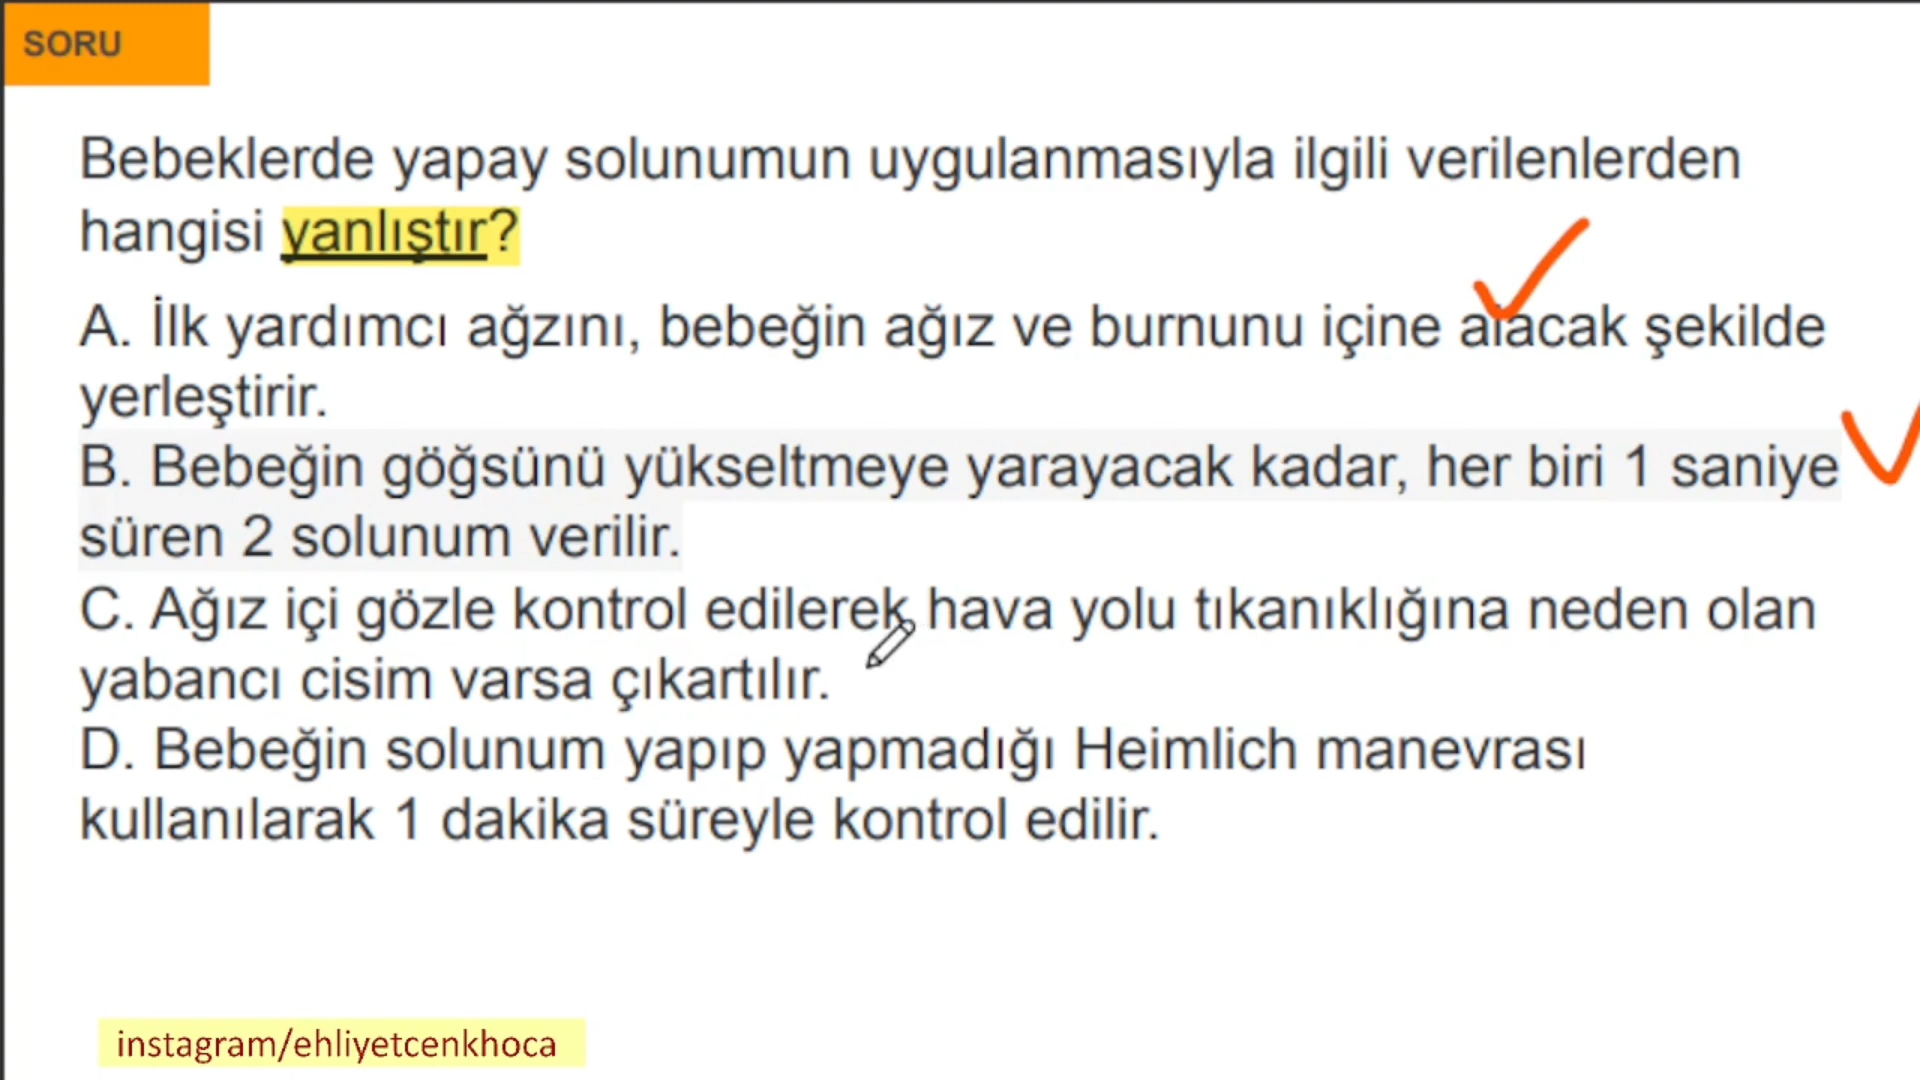 SORU
Bebeklerde yapay solunumun uygulanmasıyla ilgili verilenlerden
hangisi yanlıştır?
A. İlk yardımcı ağzını, bebeğin ağız ve burnunu içine alacak şekilde
yerleştirir.
B. Bebeğin göğsünü yükseltmeye yarayacak kadar, her biri 1 saniye
süren 2 solunum verilir.
C. Ağız içi gözle kontrol edilerek hava yolu tıkanıklığına neden olan
yabancı cisim varsa çıkartılır.
D. Bebeğin solunum yapıp yapmadığı Heimlich manevrası
kullanılarak 1 dakika süreyle kontrol edilir.
instagram/ehliyetcenkhoca